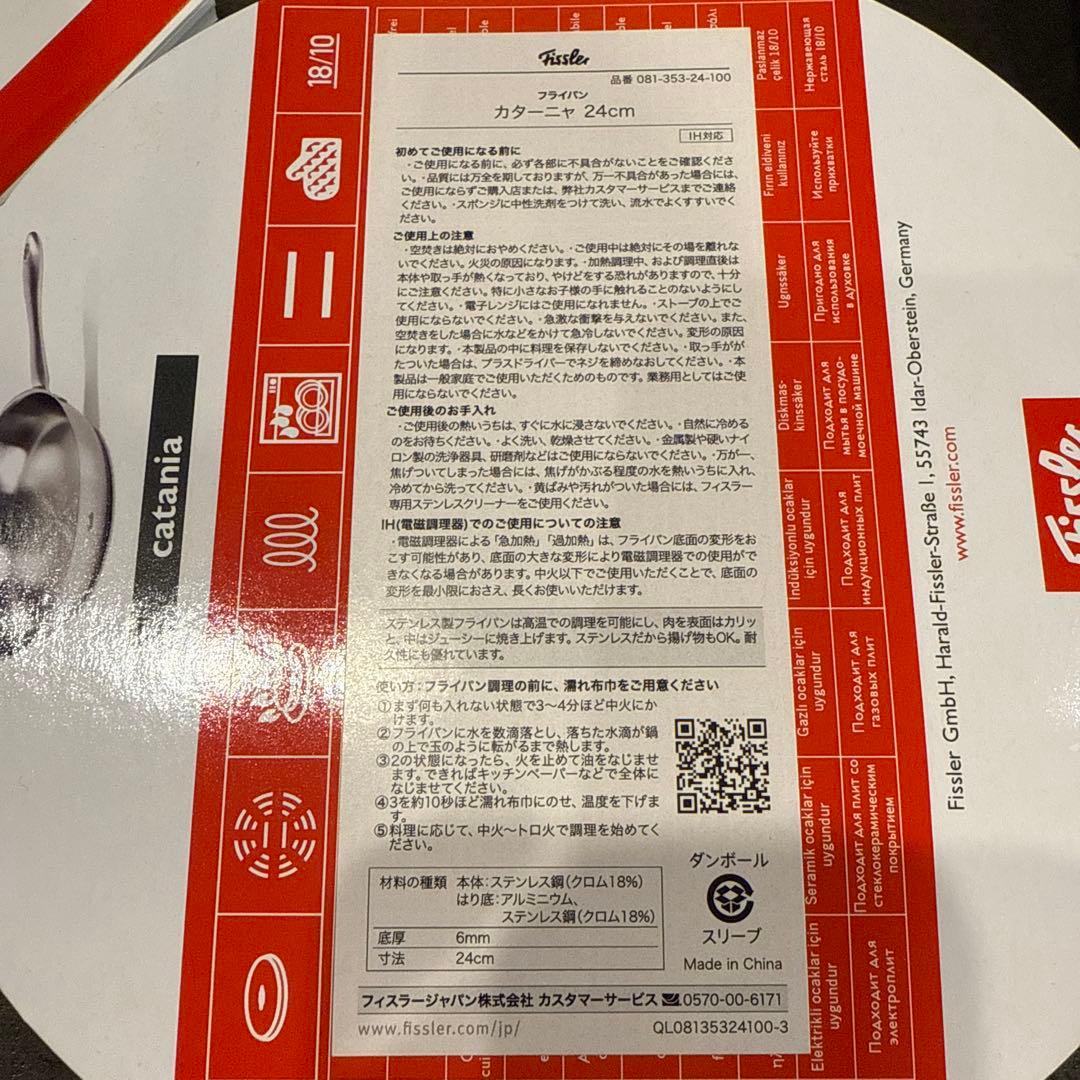 Fissler
品番 081-353-24-100
フライパン
カターニャ 24cm
IH対応
初めてご使用になる前に
・ご使用になる前に、必ず各部に不具合がないことをご確認くださ
い。・品質には万全を期しておりますが、万一不具合があった場合には、
ご使用にならずご購入店または、弊社カスタマーサービスまでご連絡
ください。・スポンジに中性洗剤をつけて洗い、流水でよくすすいでく
ださい。
ご使用上の注意
・空焚きは絶対におやめください。・ご使用中は絶対にその場を離れな
いでください。火災の原因になります。・加熱調理中、および調理直後は
本体や取っ手が熱くなっており、やけどをする恐れがありますので、十分
にご注意ください。特に小さなお子様の手に触れることのないようにし
てください。・電子レンジにはご使用になれません。・ストーブの上でご
使用にならないでください。・急激な衝撃を与えないでください。また、
空焚きをした場合に水などをかけて急冷しないでください。変形の原因
になります。・本製品の中に料理を保存しないでください。・取っ手がが
たついた場合は、プラスドライバーでネジを締めなおしてください。・本
製品は一般家庭でご使用いただくためのものです。業務用としてはご使
用にならないでください。
ご使用後のお手入れ
・ご使用後の熱いうちは、すぐに水に浸さないでください。・自然に冷める
のをお待ちください。・よく洗い、乾燥させてください。・金属製や硬いナイ
ロン製の洗浄器具、研磨剤などはご使用にならないでください。・万が一、
焦げついてしまった場合には、焦げがかぶる程度の水を熱いうちに入れ、
冷めてから洗ってください。・黄ばみや汚れがついた場合には、フィスラー
専用ステンレスクリーナーをご使用ください。
IH(電磁調理器)でのご使用についての注意
・電磁調理器による「急加熱」「過加熱」は、フライパン底面の変形をお
こす可能性があり、底面の大きな変形により電磁調理器での使用がで
きなくなる場合があります。中火以下でご使用いただくことで、底面の
変形を最小限におさえ、長くお使いいただけます。
ステンレス製フライパンは高温での調理を可能にし、肉を表面はカリッ
と、中はジューシーに焼き上げます。ステンレスだから揚げ物もOK。耐
久性にも優れています。
使い方:フライパン調理の前に、濡れ布巾をご用意ください
①まず何も入れない状態で3〜4分ほど中火にか
けます。
②フライパンに水を数滴落とし、落ちた水滴が鍋
の上で玉のように転がるまで熱します。
③2の状態になったら、火を止めて油をなじませ
ます。できればキッチンペーパーなどで全体に
なじませてください。
④3を約10秒ほど濡れ布巾にのせ、温度を下げま
す。
⑤料理に応じて、中火〜トロ火で調理を始めてく
ださい。
ダンボール
スリーブ
Made in China
材料の種類 本体:ステンレス鋼(クロム18%)
はり底:アルミニウム、
ステンレス鋼(クロム18%)
底厚 6mm
寸法 24cm
フィスラージャパン株式会社 カスタマーサービス 0570-00-6171
www.fissler.com/jp/ QL08135324100-3
18/10
catania
Paslanmaz
çelik 18/10
Нержавеющая
сталь 18/10
Fırın eldiveni
kullanınız
Используйте
прихватки
Ugnssäker
Пригодно для
использования
в духовке
Diskmas-
kinssäker
Подходит для
мытья в посудо-
моечной машине
Indüksiyonlu ocaklar
için uygundur
Подходит для
индукционных плит
Gazlı ocaklar için
uygundur
Подходит для
газовых плит
Seramik ocaklar için
uygundur
Подходит для плит со
стеклокерамическим
покрытием
Elektrikli ocaklar için
uygundur
Подходит для
электроплит
Fissler GmbH, Harald-Fissler-Straße 1, 55743 Idar-Oberstein, Germany
www.fissler.com
Fissler